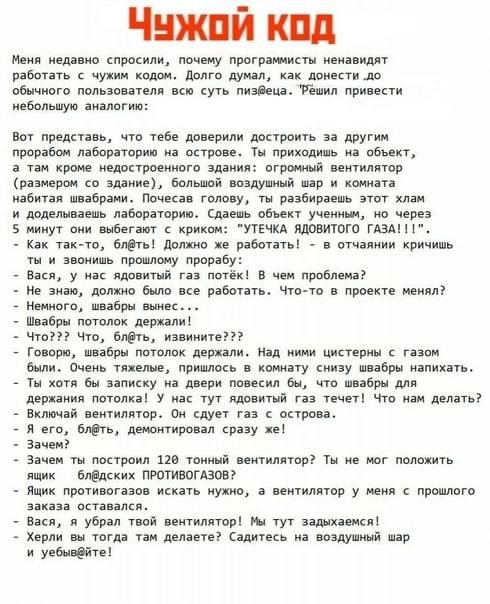 Чужой код
Меня недавно спросили, почему программисты ненавидят
работать с чужим кодом. Долго думал, как донести до
обычного пользователя всю суть пиз@еца. Решил привести
небольшую аналогию:
Вот представь, что тебе доверили достроить за другим
прорабом лабораторию на острове. Ты приходишь на объект,
а там кроме недостроенного здания: огромный вентилятор
(размером со здание), большой воздушный шар и комната
набитая швабрами. Почесав голову, ты разбираешь этот хлам
и доделываешь лабораторию. Сдаешь объект ученным, но через
5 минут они выбегают с криком: "УТЕЧКА ЯДОВИТОГО ГАЗА!!!".
- Как так-то, бл@ть! Должно же работать! - в отчаянии кричишь
ты и звонишь прошлому прорабу:
- Вася, у нас ядовитый газ потёк! В чем проблема?
- Не знаю, должно было все работать. Что-то в проекте менял?
- Немного, швабры вынес...
- Швабры потолок держали!
- Что??? Что, бл@ть, извините???
- Говорю, швабры потолок держали. Над ними цистерны с газом
были. Очень тяжелые, пришлось в комнату снизу швабры напихать.
- Ты хотя бы записку на двери повесил бы, что швабры для
держания потолка! У нас тут ядовитый газ течет! Что нам делать?
- Включай вентилятор. Он сдует газ с острова.
- Я его, бл@ть, демонтировал сразу же!
- Зачем?
- Зачем ты построил 120 тонный вентилятор? Ты не мог положить
ящик бл@дских ПРОТИВОГАЗОВ?
- Ящик противогазов искать нужно, а вентилятор у меня с прошлого
заказа оставался.
- Вася, я убрал твой вентилятор! Мы тут задыхаемся!
- Херли вы тогда там делаете? Садитесь на воздушный шар
и уебыв@йте!